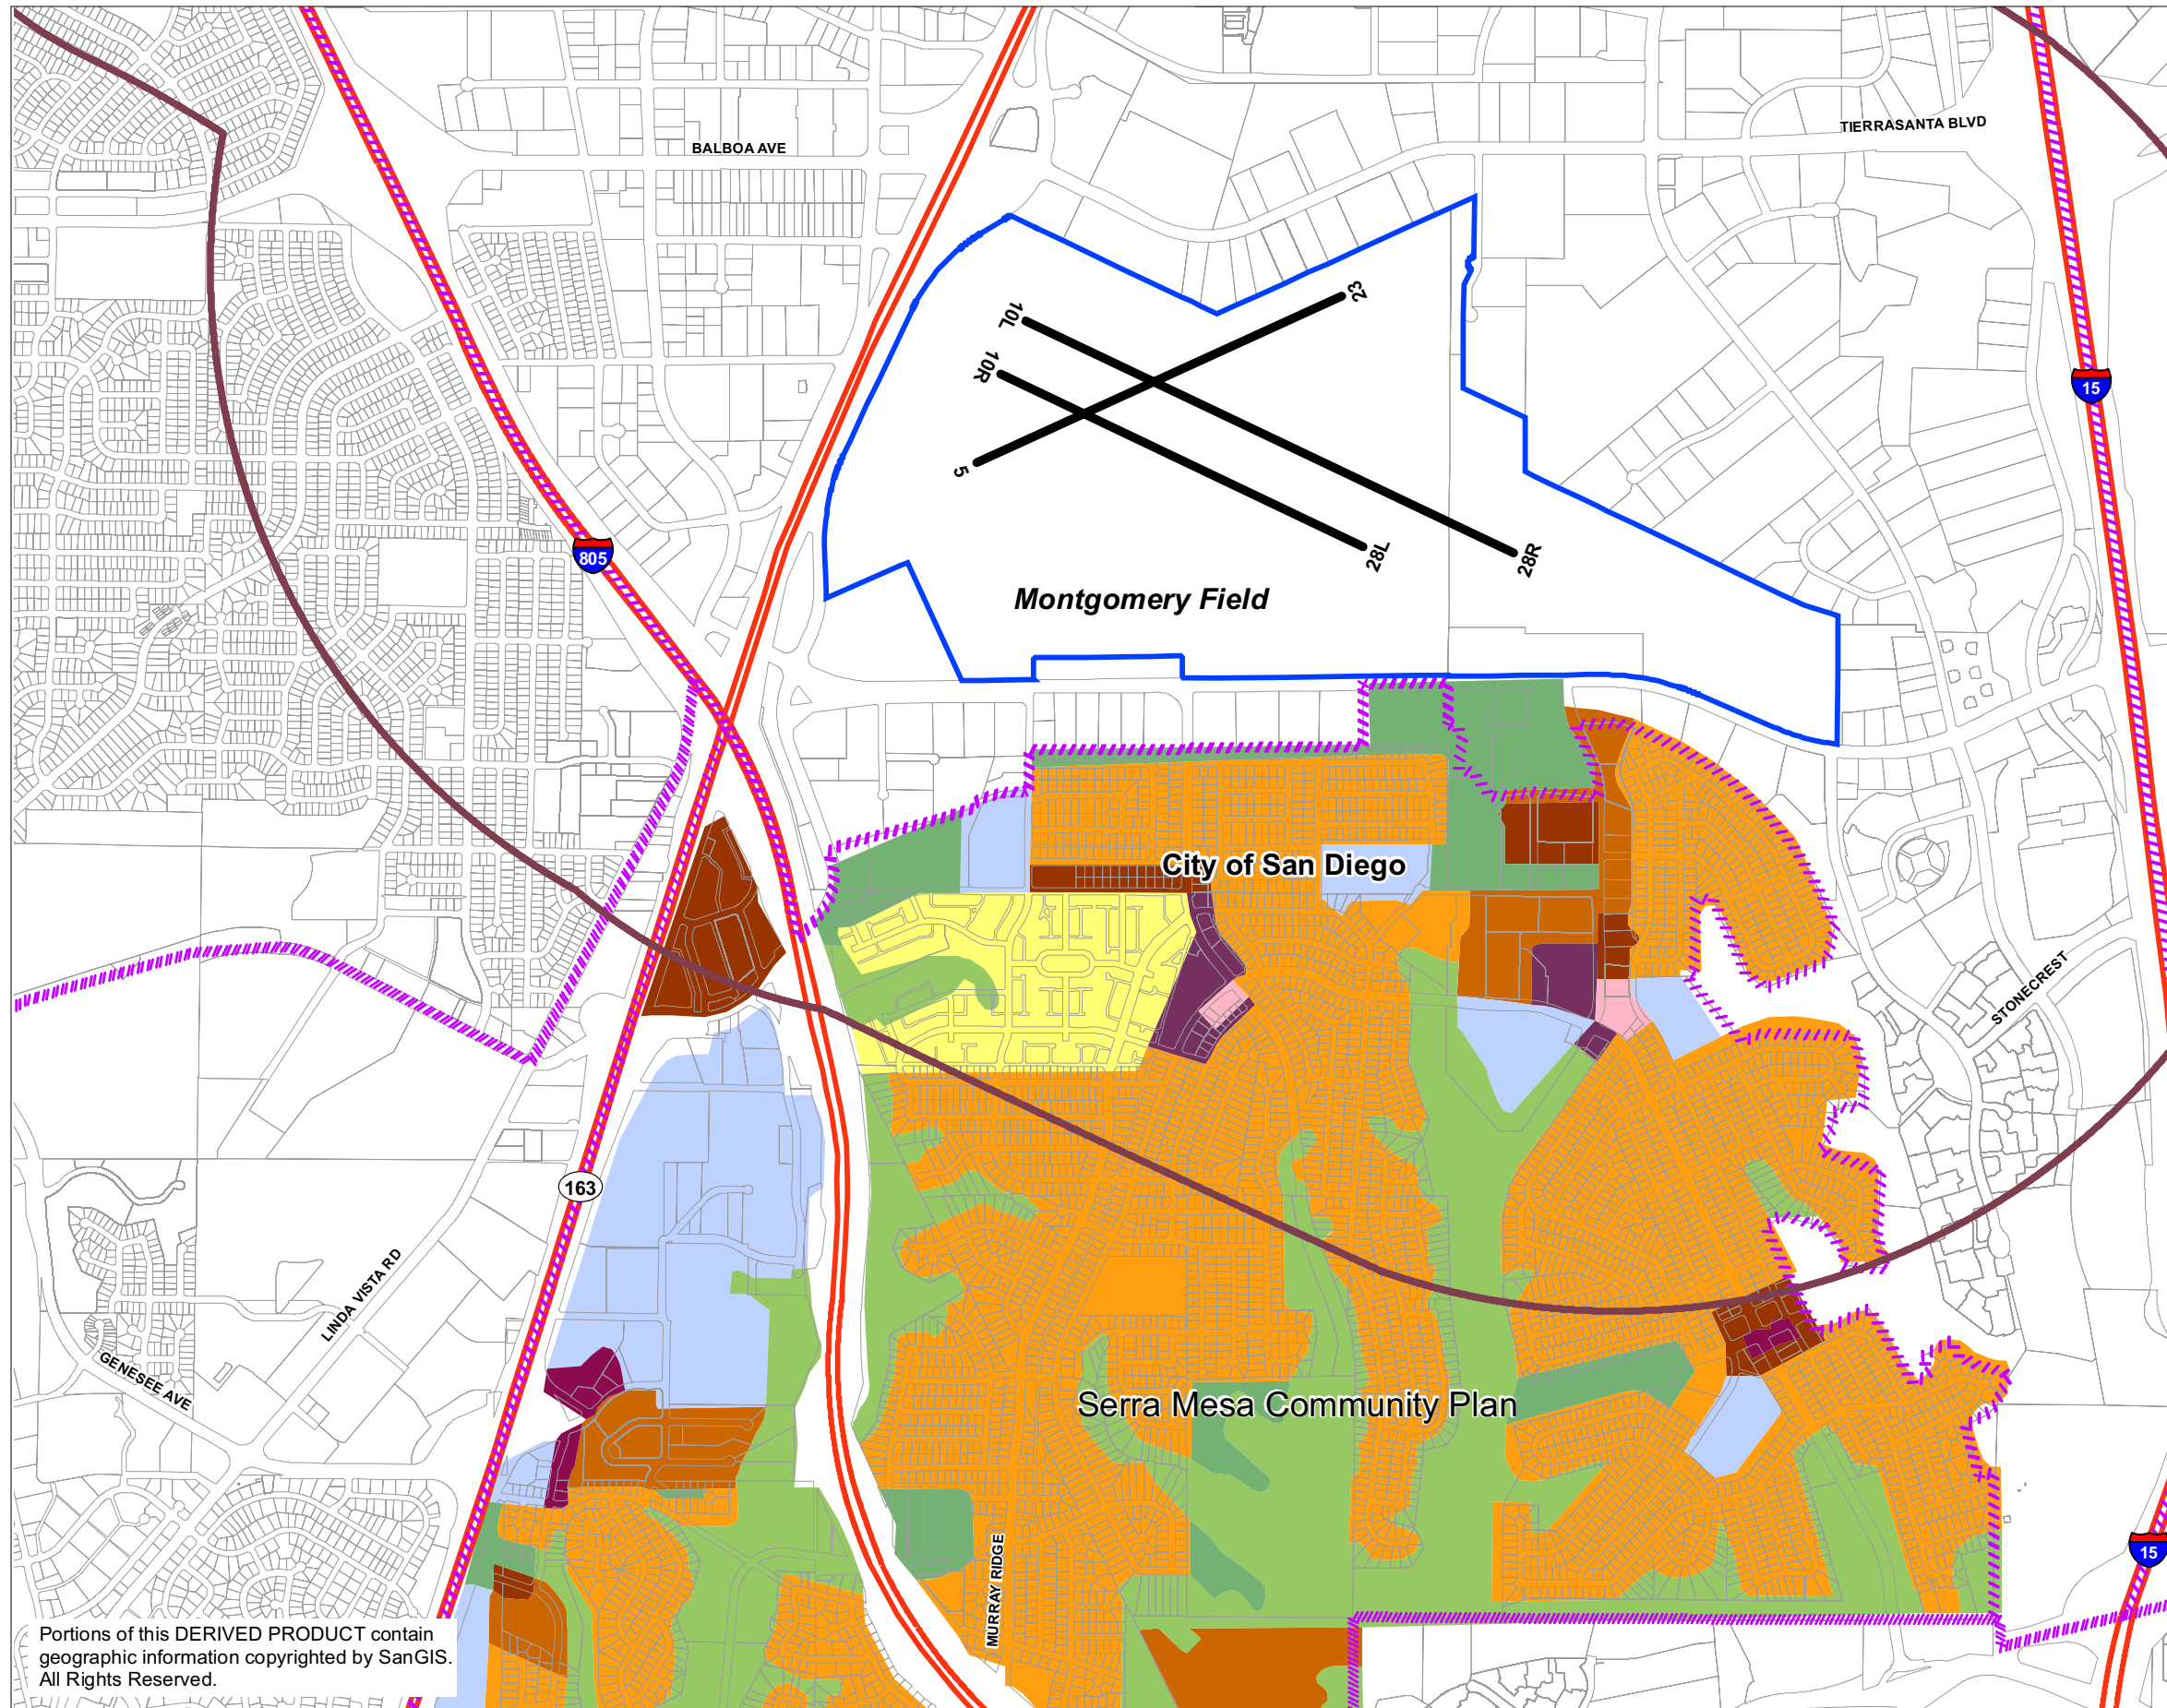 TIERRASANTA BLVD
BALBOA AVE
23
10L
10R
15
5
805
28L
28R
Montgomery Field
City of San Diego
STONECREST
163
LINDA VISTA RD
GENESEE AVE
Serra Mesa Community Plan
15
MURRAY RIDGE
Portions of this DERIVED PRODUCT contain
geographic information copyrighted by SanGIS.
All Rights Reserved.